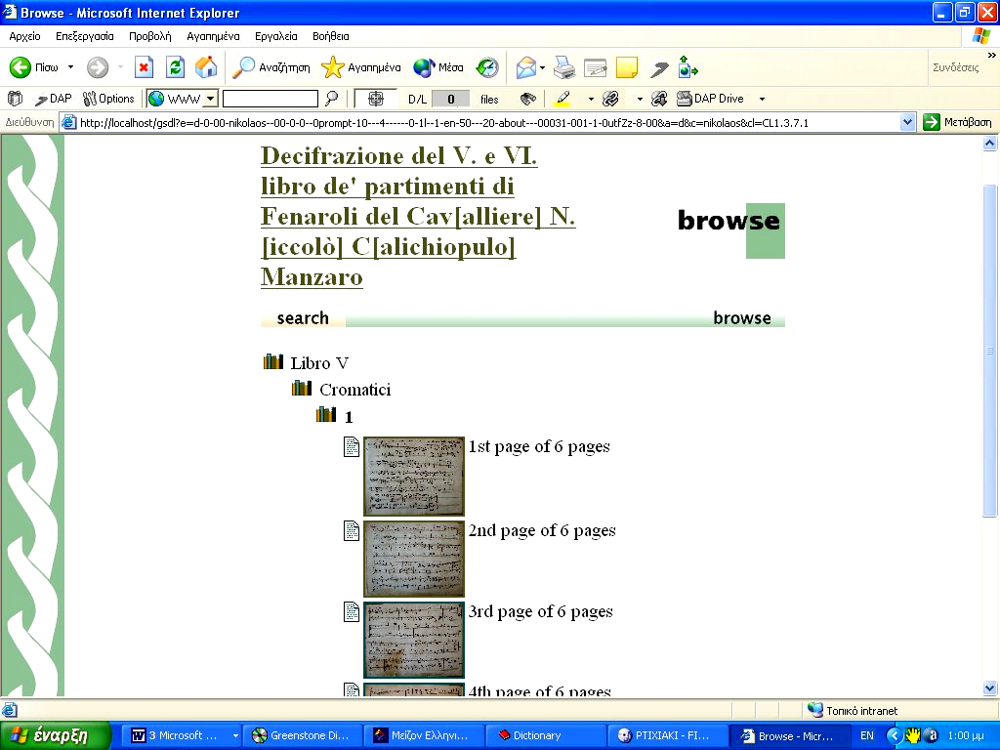 Browse - Microsoft Internet Explorer
Αρχείο Επεξεργασία Προβολή Αγαπημένα Εργαλεία Βοήθεια
Πίσω Αναζήτηση Αγαπημένα Μέσα Συνδέσεις »
DAP Options WWW D/L 0 files DAP Drive
Διεύθυνση http://localhost/gsdl?e=d-0-00-nikolaos--00-0-0--0prompt-10---4------0-1l--1-en-50---20-about---00031-001-1-0utfZz-8-00&a=d&c=nikolaos&cl=CL1.3.7.1 Μετάβαση
Decifrazione del V. e VI.
libro de' partimenti di
Fenaroli del Cav[alliere] N.
[iccolò] C[alichiopulo]
Manzaro
browse
search browse
Libro V
Cromatici
1
1st page of 6 pages
2nd page of 6 pages
3rd page of 6 pages
4th page of 6 pages
Τοπικό intranet
έναρξη 3 Microsoft ... Greenstone Di... Μείζον Ελληνι... Dictionary PTIXIAKI - FI... Browse - Micr... EN 1:00 μμ